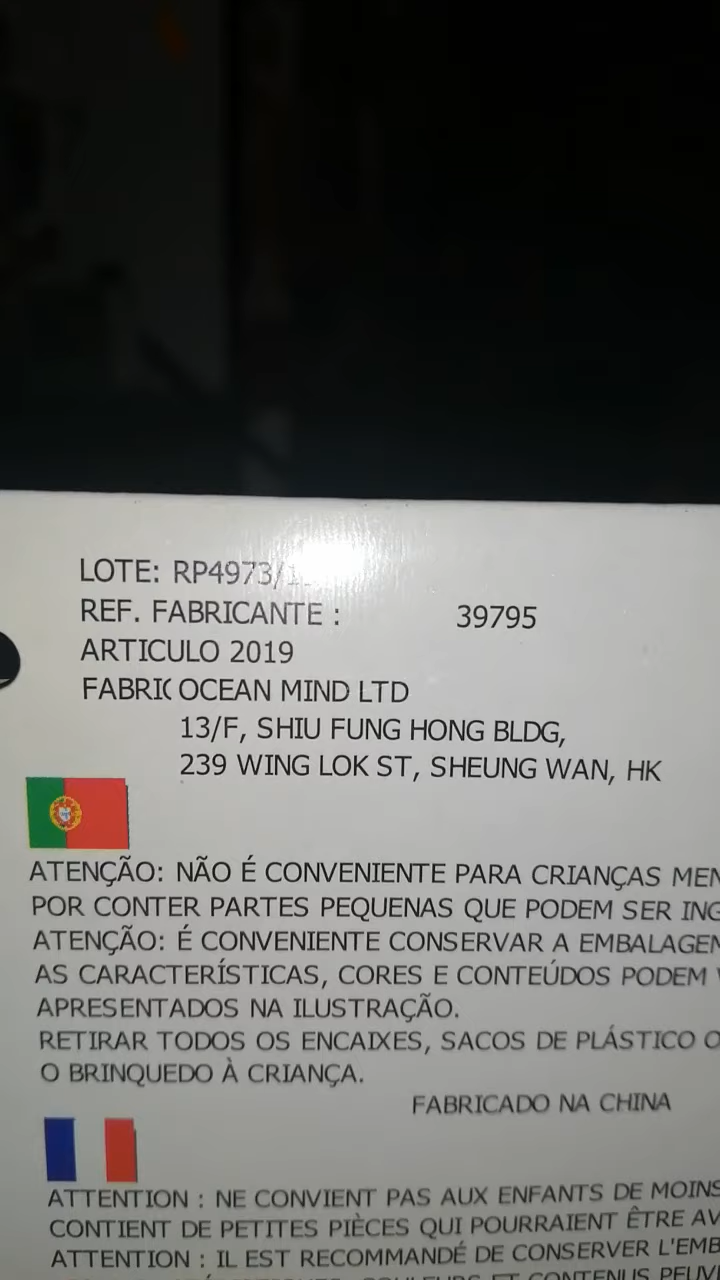 LOTE: RP4973/
REF. FABRICANTE : 39795
ARTICULO 2019
FABRIC OCEAN MIND LTD
13/F, SHIU FUNG HONG BLDG,
239 WING LOK ST, SHEUNG WAN, HK
ATENÇÃO: NÃO É CONVENIENTE PARA CRIANÇAS MEN
POR CONTER PARTES PEQUENAS QUE PODEM SER ING
ATENÇÃO: É CONVENIENTE CONSERVAR A EMBALAGEN
AS CARACTERÍSTICAS, CORES E CONTEÚDOS PODEM
APRESENTADOS NA ILUSTRAÇÃO.
RETIRAR TODOS OS ENCAIXES, SACOS DE PLÁSTICO O
O BRINQUEDO À CRIANÇA.
FABRICADO NA CHINA
ATTENTION : NE CONVIENT PAS AUX ENFANTS DE MOINS
CONTIENT DE PETITES PIÈCES QUI POURRAIENT ÊTRE AV
ATTENTION : IL EST RECOMMANDÉ DE CONSERVER L'EMB
ET CONTENUS PEUV